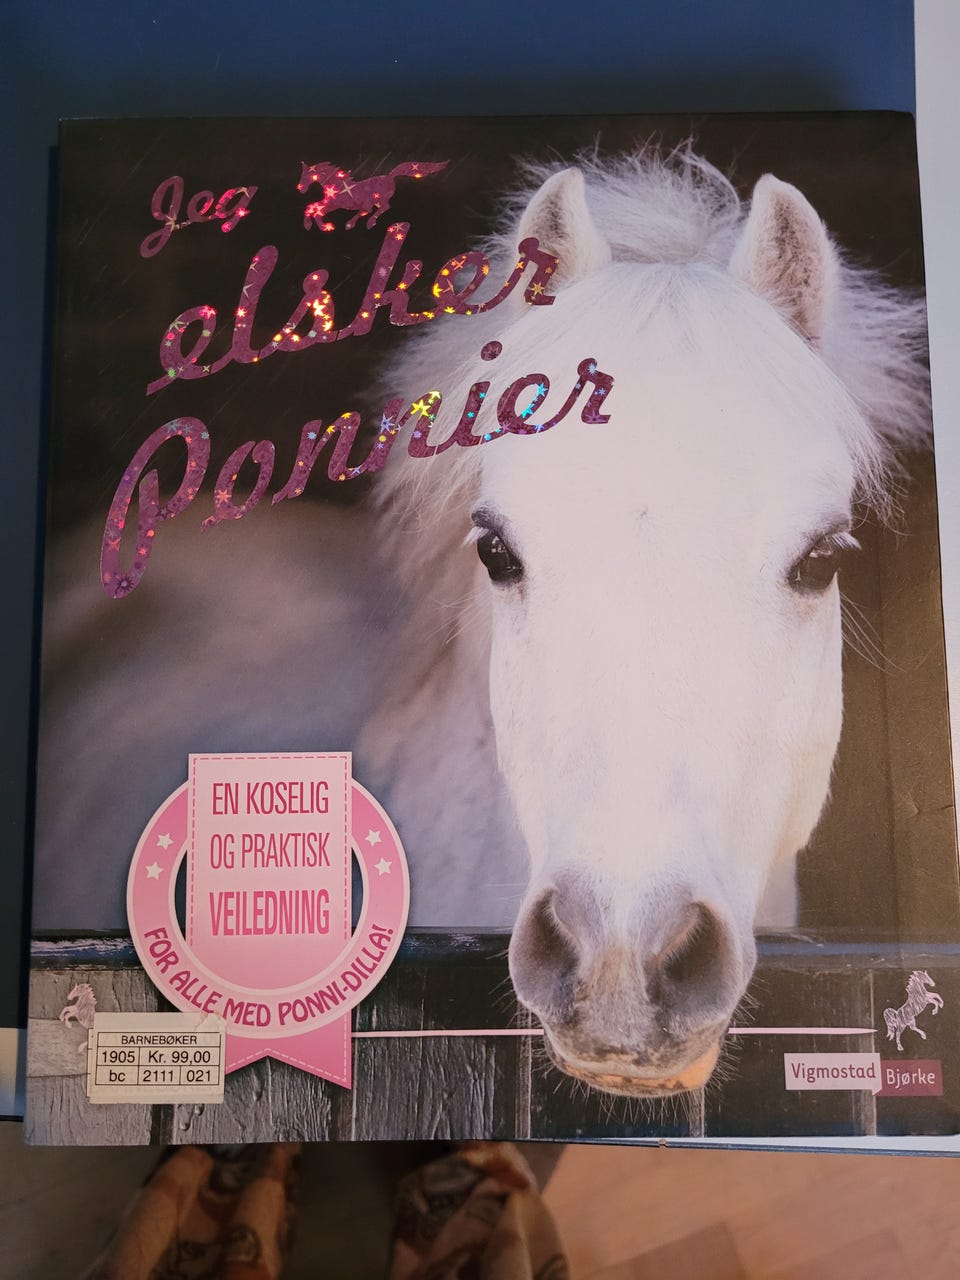 Jeg
elsker
Ponnier
EN KOSELIG
OG PRAKTISK
VEILEDNING
FOR ALLE MED PONNI-DILLA!
BARNEBØKER
1905 Kr. 99,00
bc 2111 021
Vigmostad
Bjørke